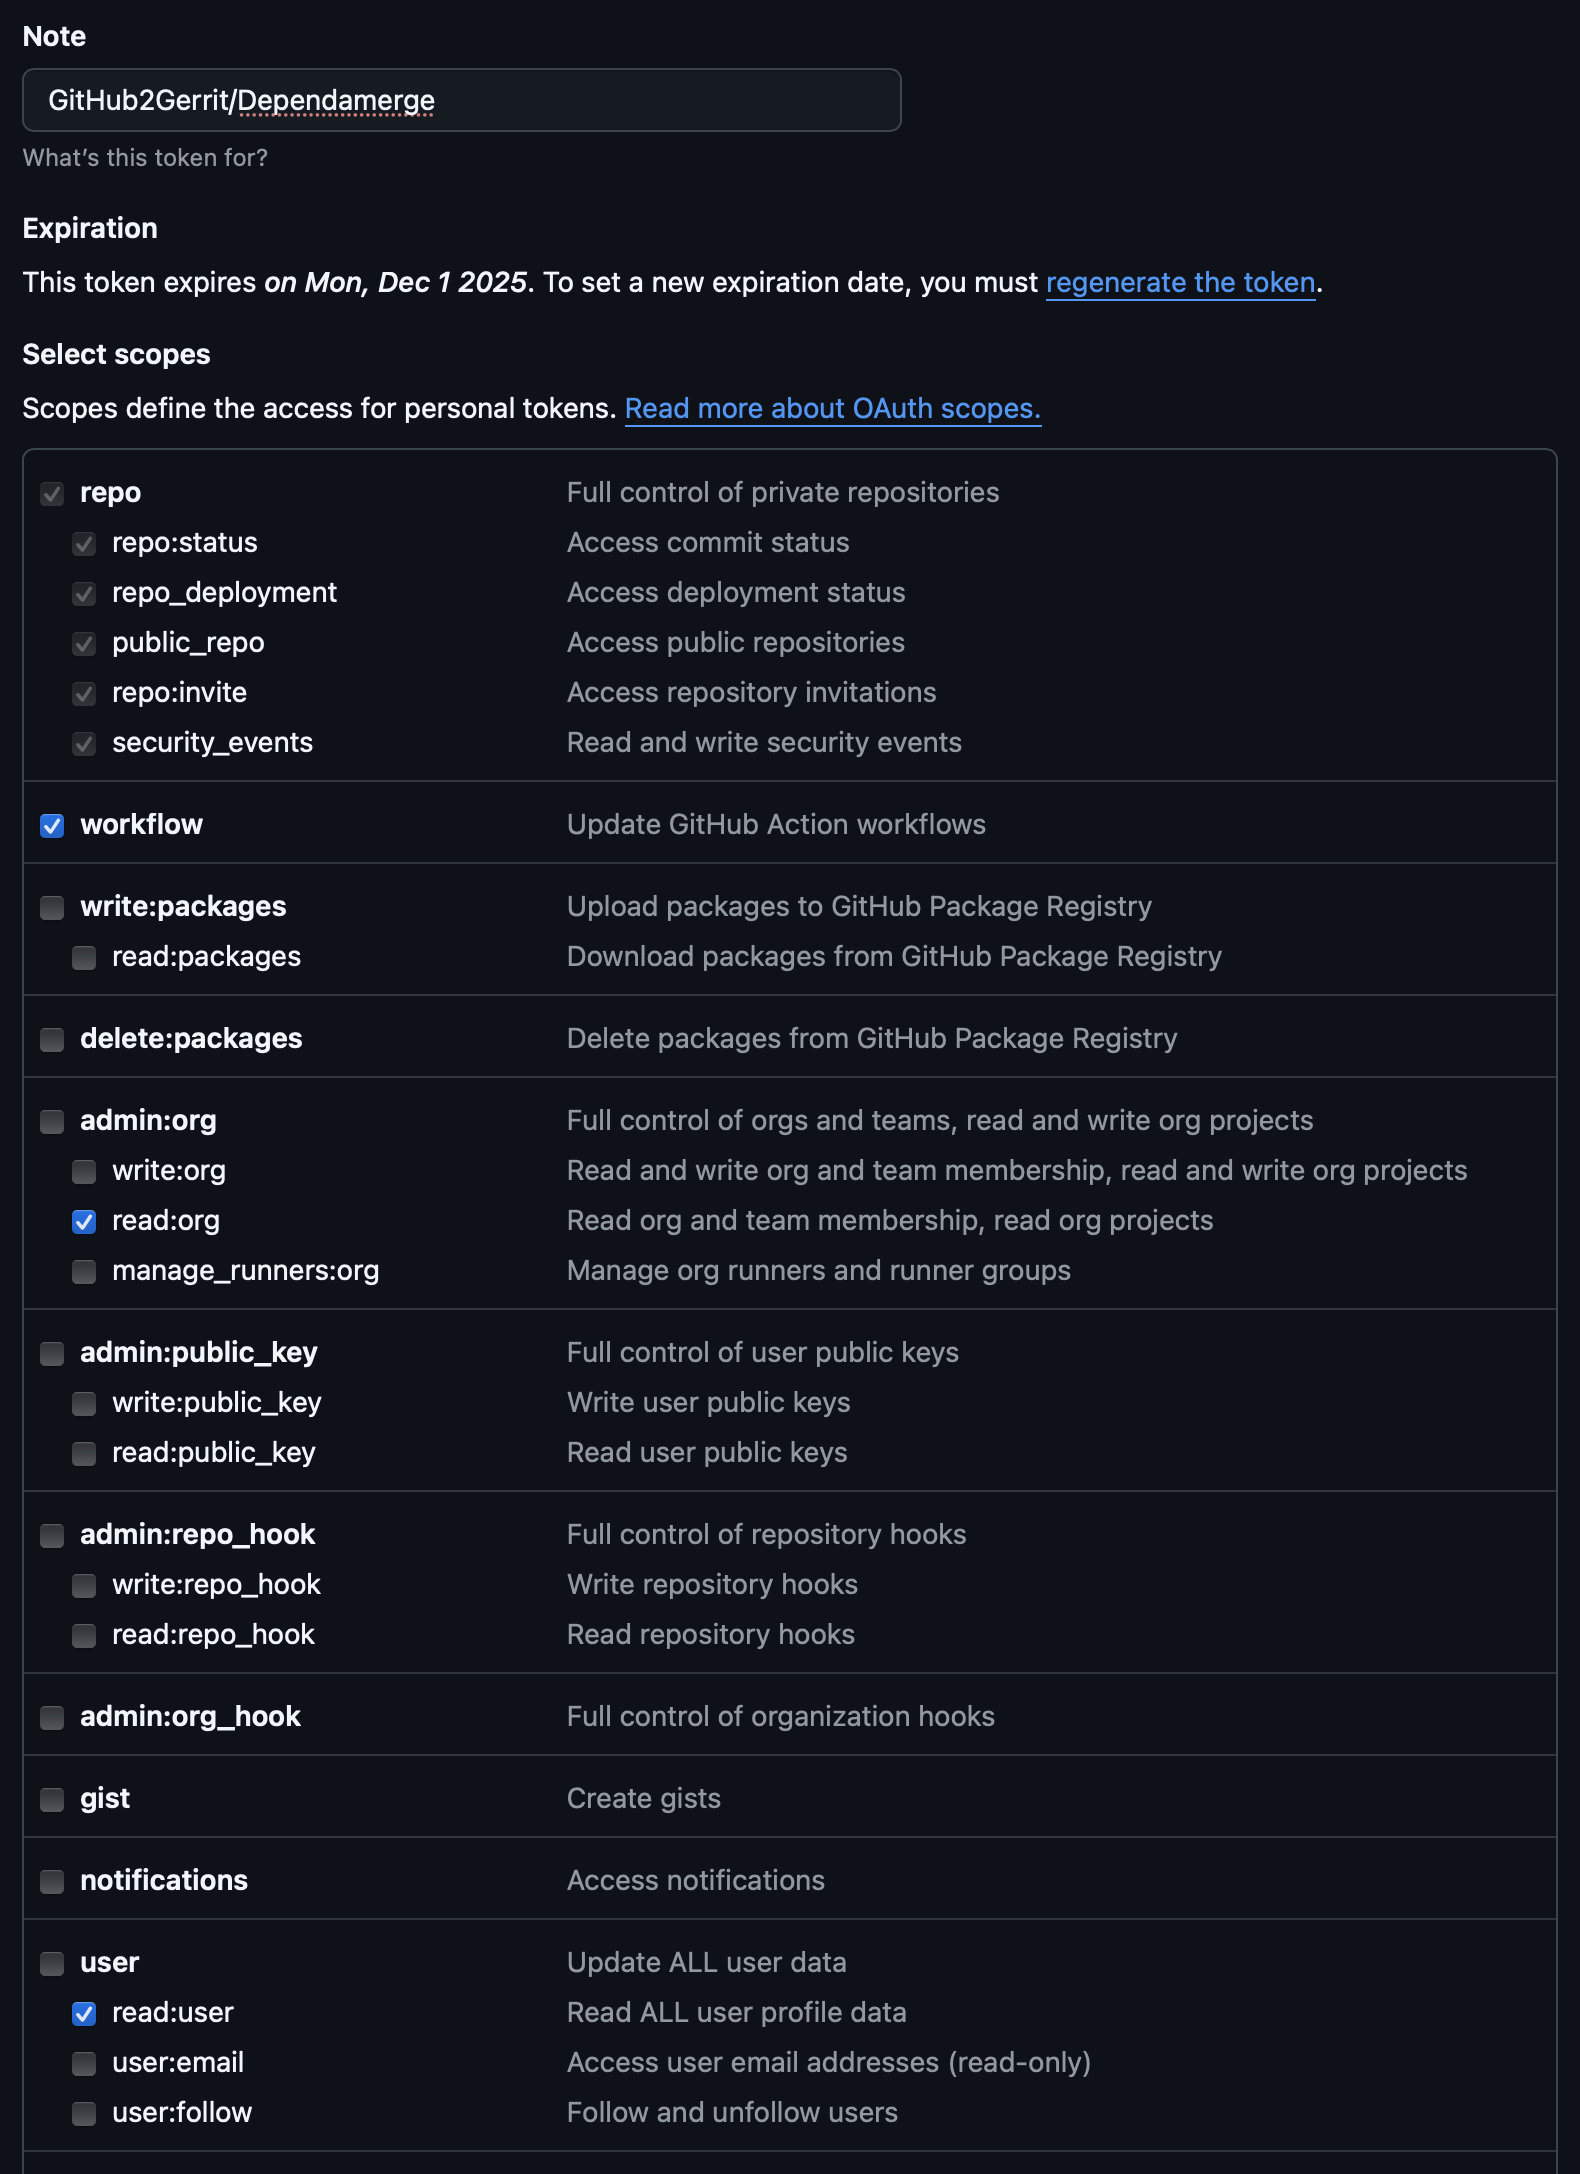 Note
GitHub2Gerrit/Dependamerge
What's this token for?
Expiration
This token expires on Mon, Dec 1 2025. To set a new expiration date, you must regenerate the token.
Select scopes
Scopes define the access for personal tokens. Read more about OAuth scopes.
repo Full control of private repositories
repo:status Access commit status
repo_deployment Access deployment status
public_repo Access public repositories
repo:invite Access repository invitations
security_events Read and write security events
workflow Update GitHub Action workflows
write:packages Upload packages to GitHub Package Registry
read:packages Download packages from GitHub Package Registry
delete:packages Delete packages from GitHub Package Registry
admin:org Full control of orgs and teams, read and write org projects
write:org Read and write org and team membership, read and write org projects
read:org Read org and team membership, read org projects
manage_runners:org Manage org runners and runner groups
admin:public_key Full control of user public keys
write:public_key Write user public keys
read:public_key Read user public keys
admin:repo_hook Full control of repository hooks
write:repo_hook Write repository hooks
read:repo_hook Read repository hooks
admin:org_hook Full control of organization hooks
gist Create gists
notifications Access notifications
user Update ALL user data
read:user Read ALL user profile data
user:email Access user email addresses (read-only)
user:follow Follow and unfollow users